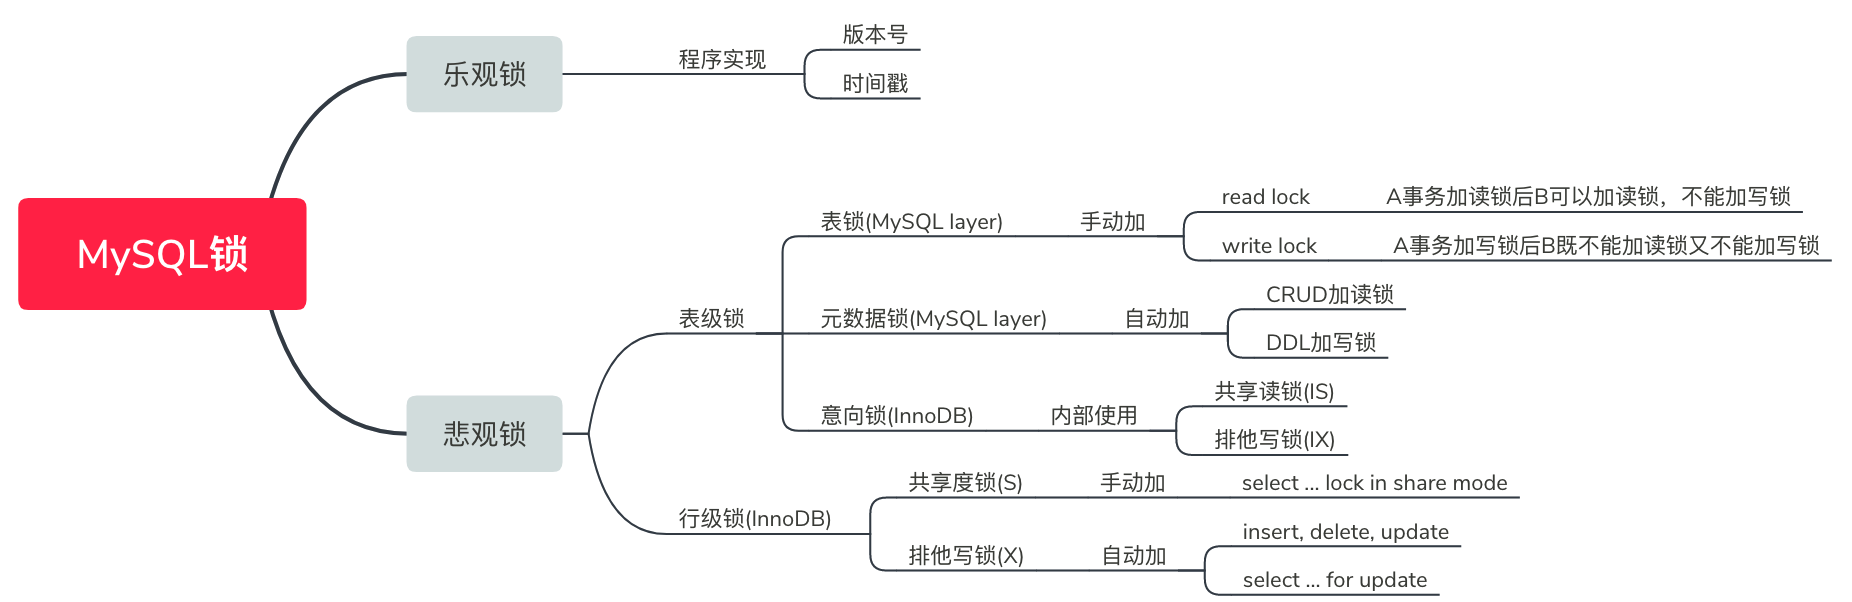 MySQL锁
乐观锁
程序实现
版本号
时间戳
悲观锁
表级锁
表锁(MySQL layer)
手动加
read lock
A事务加读锁后B可以加读锁，不能加写锁
write lock
A事务加写锁后B既不能加读锁又不能加写锁
元数据锁(MySQL layer)
自动加
CRUD加读锁
DDL加写锁
意向锁(InnoDB)
内部使用
共享读锁(IS)
排他写锁(IX)
行级锁(InnoDB)
共享度锁(S)
手动加
select ... lock in share mode
排他写锁(X)
自动加
insert, delete, update
select ... for update